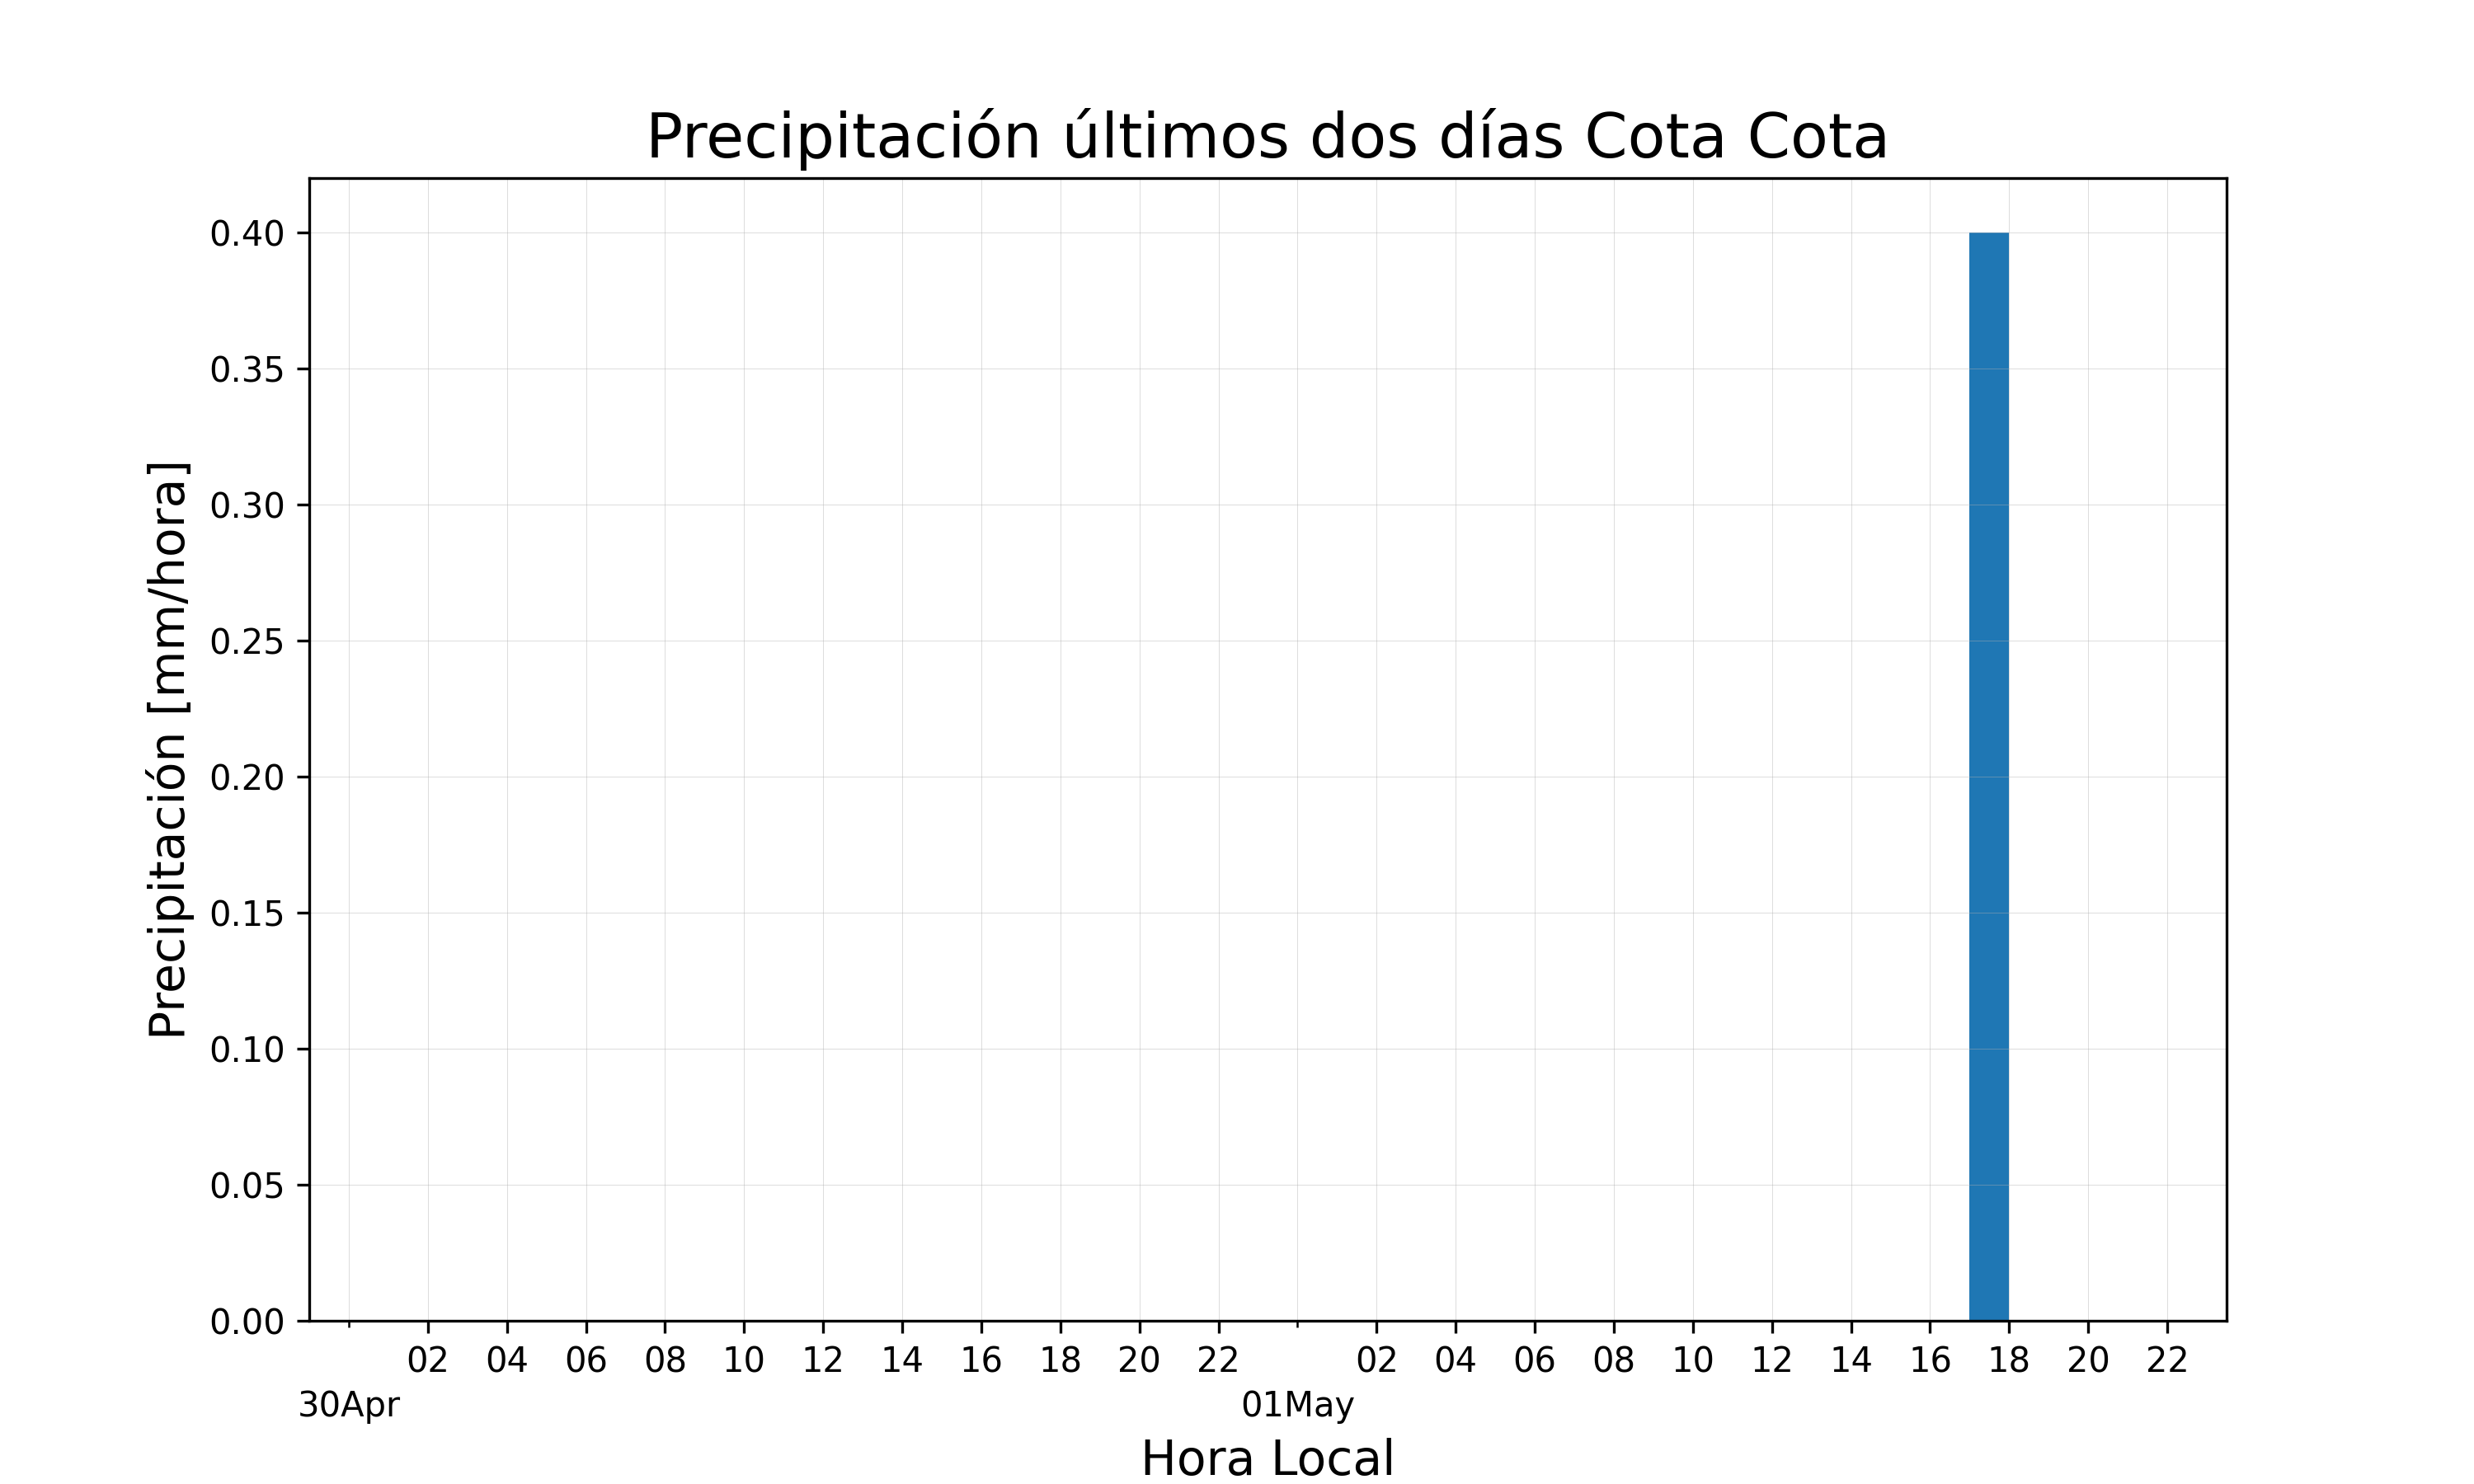 Precipitación últimos dos días Cota Cota
Precipitación [mm/hora]
0.40
0.35
0.30
0.25
0.20
0.15
0.10
0.05
0.00
02 04 06 08 10 12 14 16 18 20 22 02 04 06 08 10 12 14 16 18 20 22
30Apr 01May
Hora Local